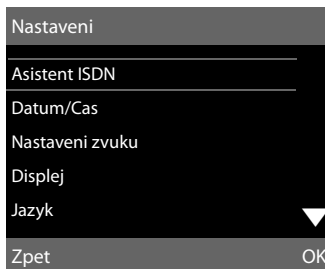 Nastaveni
Asistent ISDN
Datum/Cas
Nastaveni zvuku
Displej
Jazyk
Zpet OK